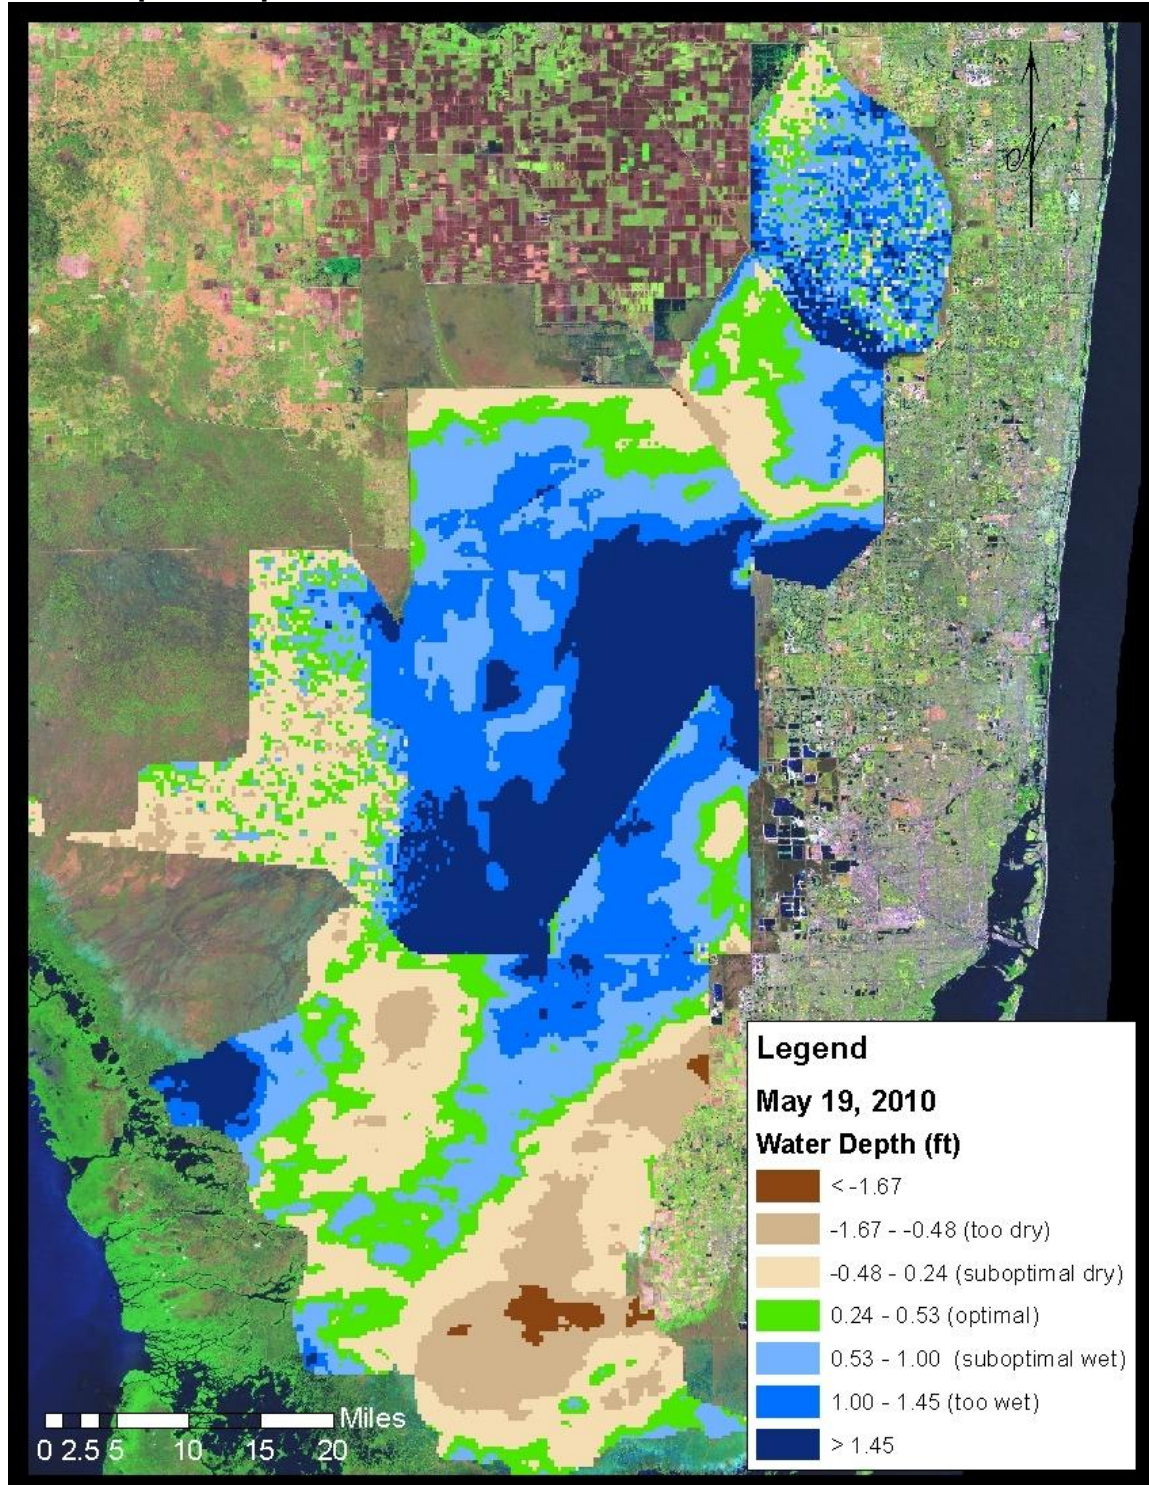 N
Legend
May 19, 2010
Water Depth (ft)
< -1.67
-1.67 - -0.48 (too dry)
-0.48 - 0.24 (suboptimal dry)
0.24 - 0.53 (optimal)
0.53 - 1.00 (suboptimal wet)
1.00 - 1.45 (too wet)
> 1.45
Miles
0 2.5 5 10 15 20